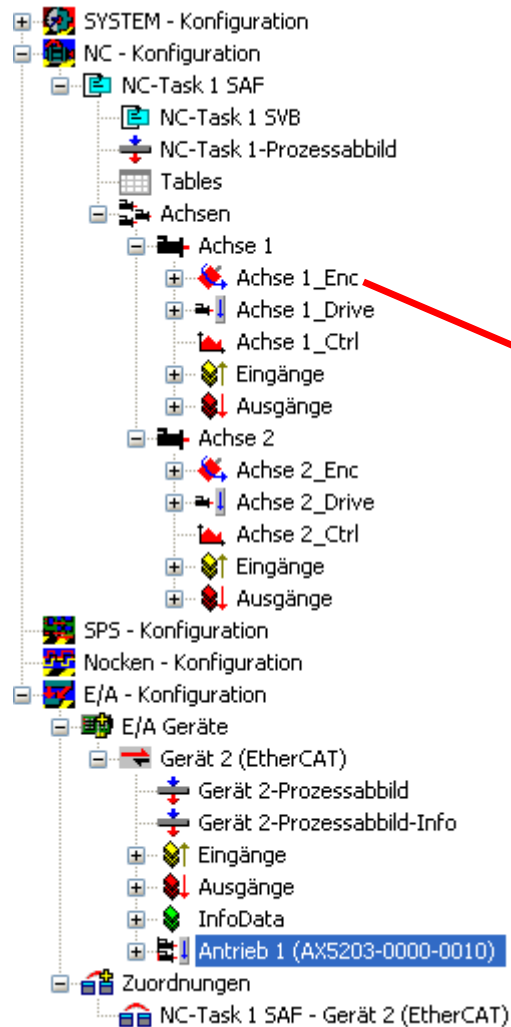 SYSTEM - Konfiguration
NC - Konfiguration
NC-Task 1 SAF
NC-Task 1 SVB
NC-Task 1-Prozessabbild
Tables
Achsen
Achse 1
Achse 1_Enc
Achse 1_Drive
Achse 1_Ctrl
Eingänge
Ausgänge
Achse 2
Achse 2_Enc
Achse 2_Drive
Achse 2_Ctrl
Eingänge
Ausgänge
SPS - Konfiguration
Nocken - Konfiguration
E/A - Konfiguration
E/A Geräte
Gerät 2 (EtherCAT)
Gerät 2-Prozessabbild
Gerät 2-Prozessabbild-Info
Eingänge
Ausgänge
InfoData
Antrieb 1 (AX5203-0000-0010)
Zuordnungen
NC-Task 1 SAF - Gerät 2 (EtherCAT)